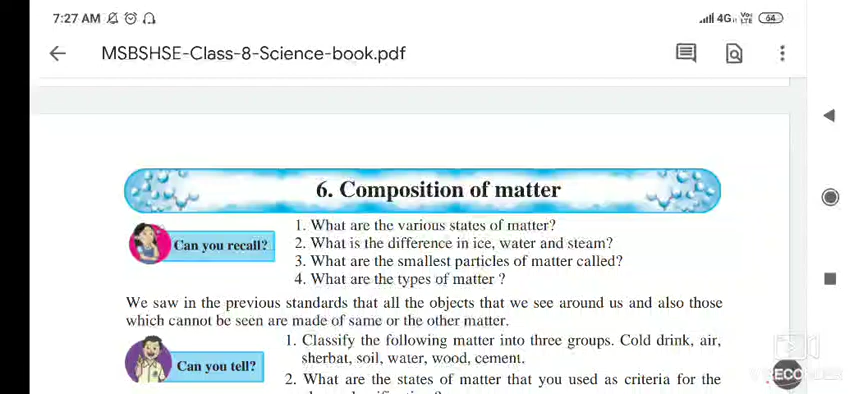 7:27 AM
4G Vo LTE 64
MSBSHSE-Class-8-Science-book.pdf
6. Composition of matter
Can you recall?
1. What are the various states of matter?
2. What is the difference in ice, water and steam?
3. What are the smallest particles of matter called?
4. What are the types of matter ?
We saw in the previous standards that all the objects that we see around us and also those
which cannot be seen are made of same or the other matter.
Can you tell?
1. Classify the following matter into three groups. Cold drink, air,
sherbat, soil, water, wood, cement.
2. What are the states of matter that you used as criteria for the